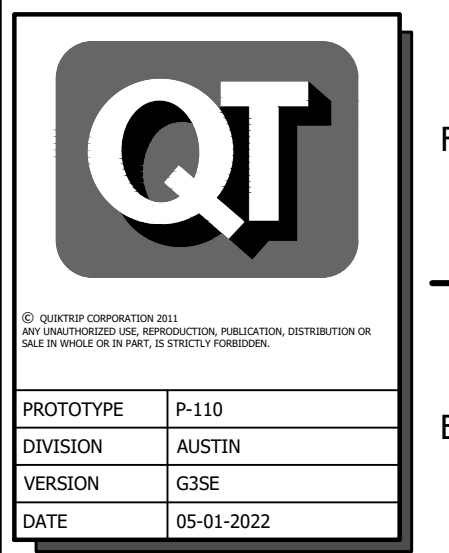 QT
© QUIKTRIP CORPORATION 2011
ANY UNAUTHORIZED USE, REPRODUCTION, PUBLICATION, DISTRIBUTION OR
SALE IN WHOLE OR IN PART, IS STRICTLY FORBIDDEN.
PROTOTYPE P-110
DIVISION AUSTIN
VERSION G3SE
DATE 05-01-2022